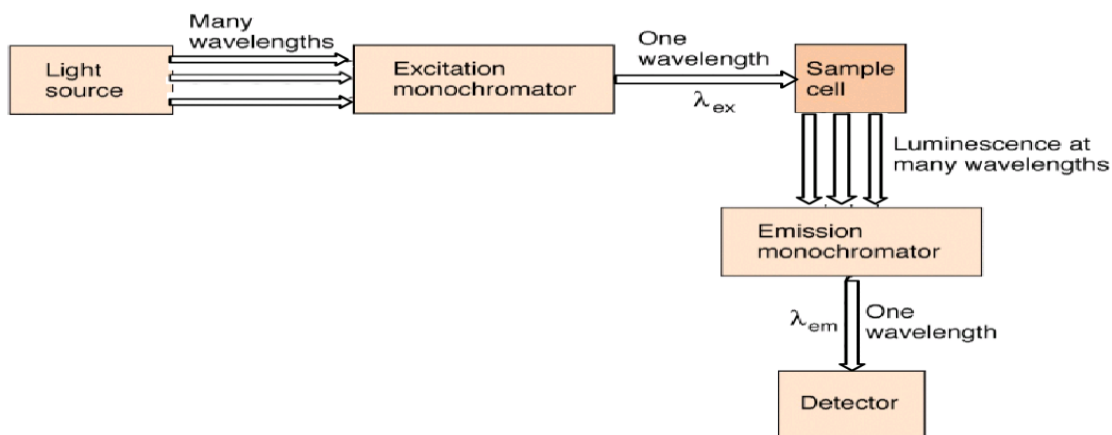 Many
wavelengths
Light
source
Excitation
monochromator
One
wavelength
λex
Sample
cell
Luminescence at
many wavelengths
Emission
monochromator
λem
One
wavelength
Detector